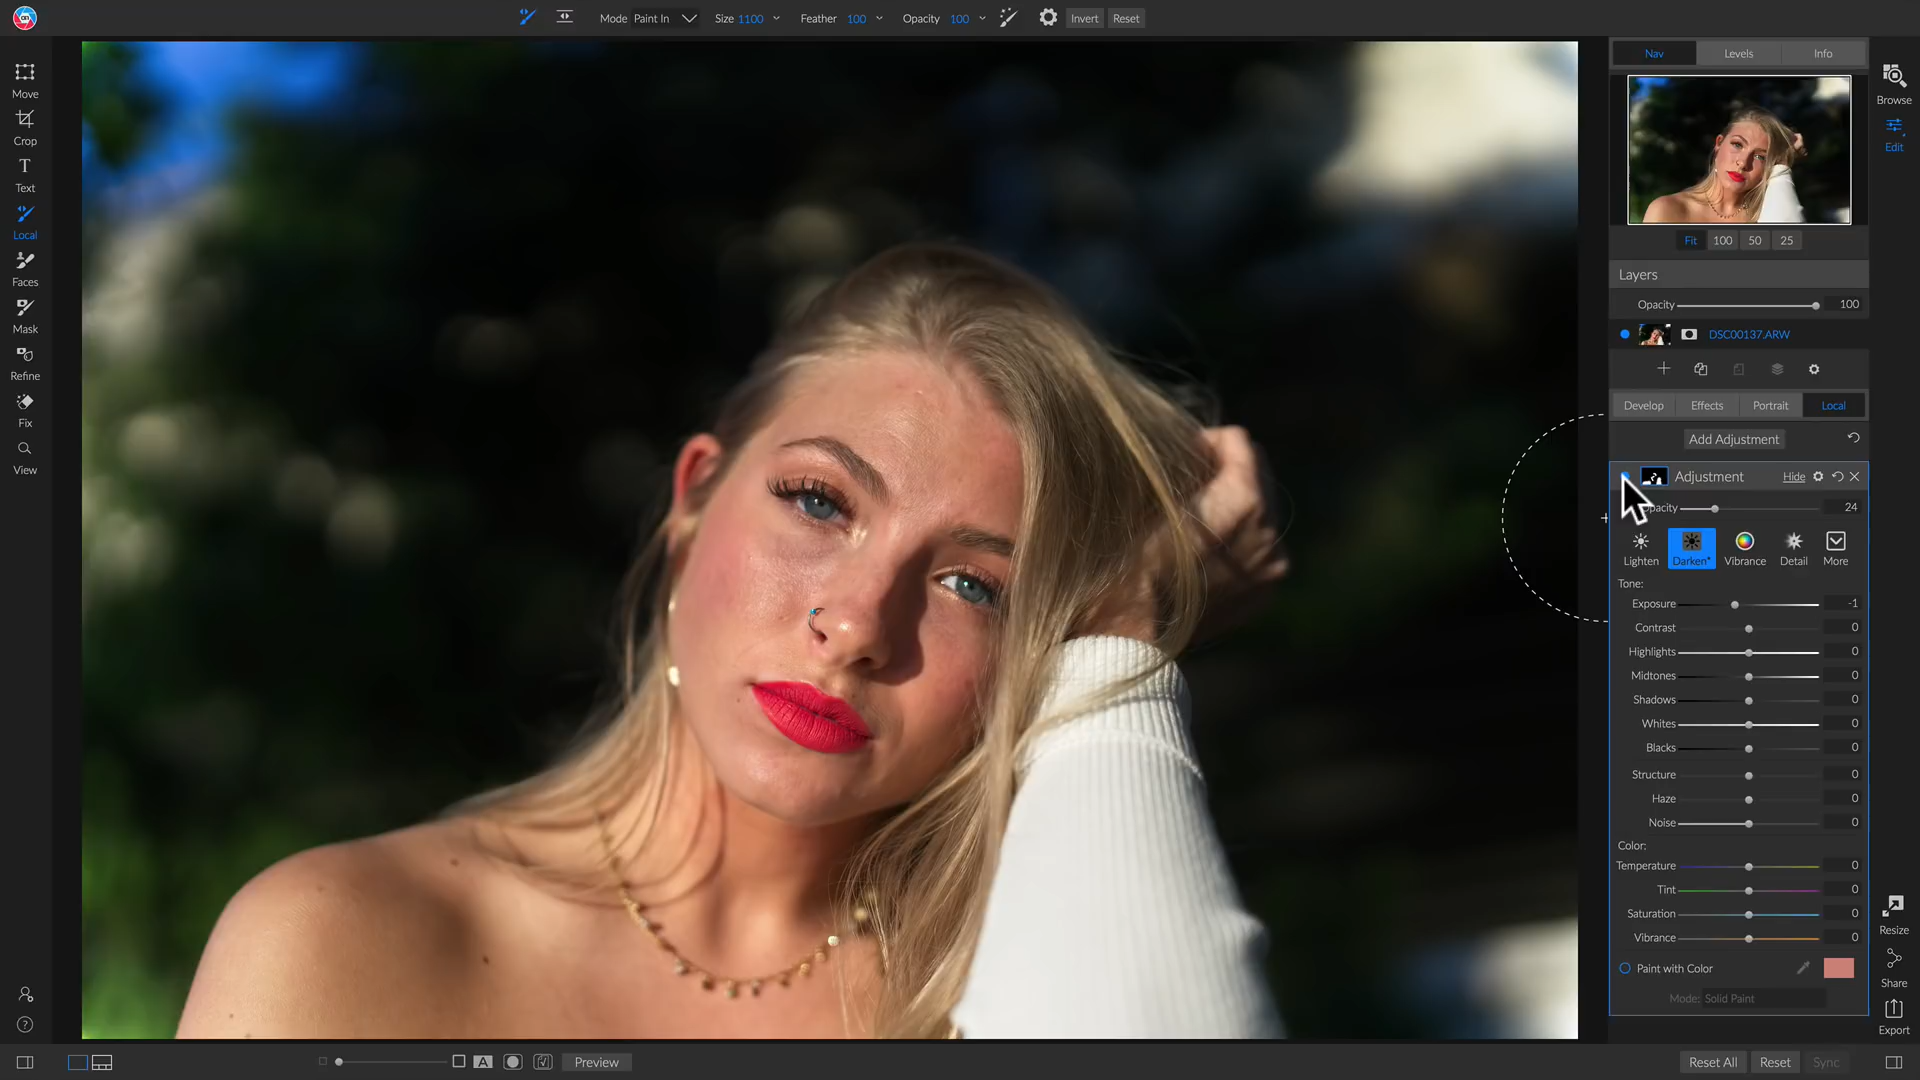 Mode Paint In Size 1100 Feather 100 Opacity 100 Invert Reset
Nav Levels Info
Move
Crop
Text
Local
Faces
Mask
Refine
Fix
View
Browse
Edit
Fit 100 50 25
Layers
Opacity 100
DSC00137.ARW
Develop Effects Portrait Local
Add Adjustment
Adjustment Hide
pacity 24
Lighten Darken* Vibrance Detail More
Tone:
Exposure -1
Contrast 0
Highlights 0
Midtones 0
Shadows 0
Whites 0
Blacks 0
Structure 0
Haze 0
Noise 0
Color:
Temperature 0
Tint 0
Saturation 0
Vibrance 0
Paint with Color
Mode: Solid Paint
Resize
Share
Export
A Preview
Reset All Reset Sync